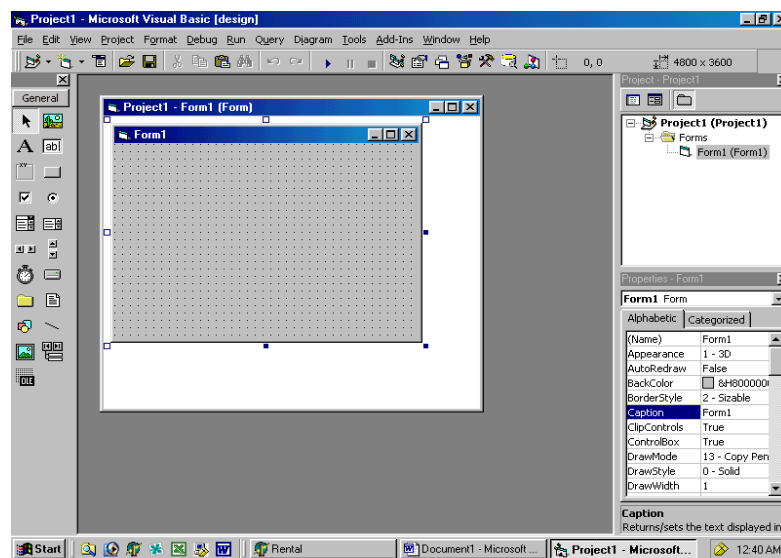 Project1 - Microsoft Visual Basic [design]
File Edit View Project Format Debug Run Query Diagram Tools Add-Ins Window Help
0, 0
4800 x 3600
General
A
ab|
XY
OLE
Project1 - Form1 (Form)
Form1
Project - Project1
Project1 (Project1)
Forms
Form1 (Form1)
Properties - Form1
Form1 Form
Alphabetic Categorized
(Name) Form1
Appearance 1 - 3D
AutoRedraw False
BackColor &H8000000
BorderStyle 2 - Sizable
Caption Form1
ClipControls True
ControlBox True
DrawMode 13 - Copy Pen
DrawStyle 0 - Solid
DrawWidth 1
Caption
Returns/sets the text displayed in
Start
Rental
Document1 - Microsoft ...
Project1 - Microsoft...
12:40 AM